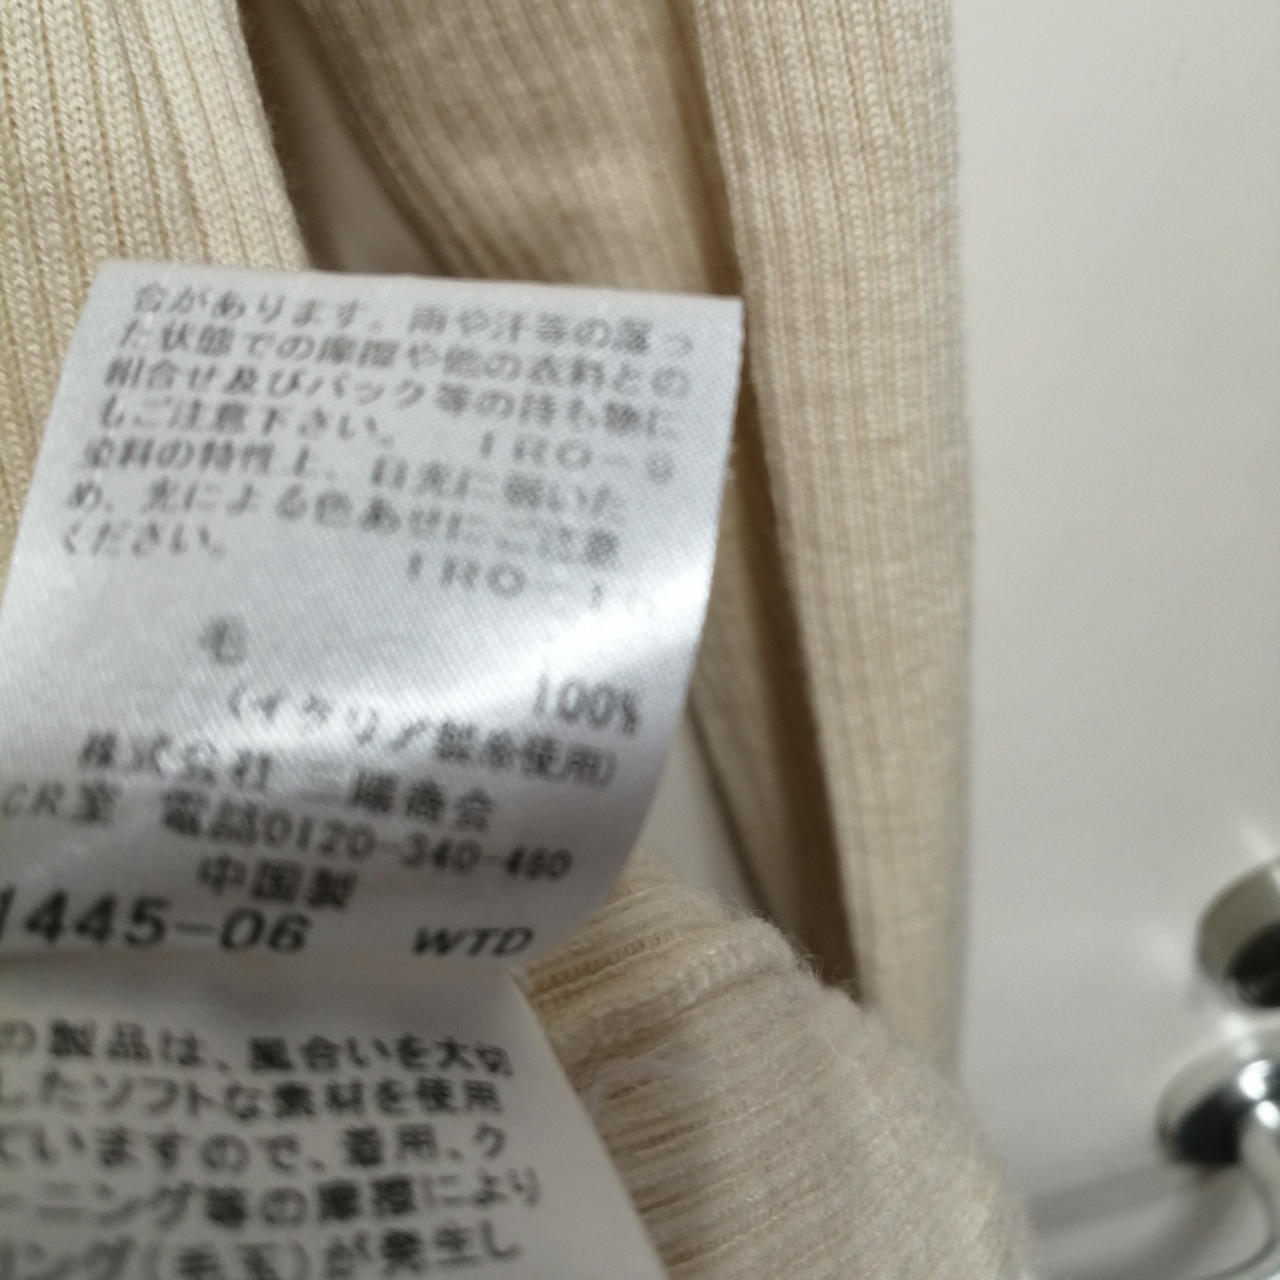 合があります。雨や汗等の湿っ
た状態での摩擦や他の衣料との
組合せ及びバック等の持ち物に
もご注意下さい。 IRO-9
染料の特性上、日光に弱いた
め、光による色あせにご注意
ください。
IRO-1
毛
100%
(イタリア製糸使用)
株式会社 三陽商会
CR室 電話0120-340-460
中国製
1445-06 WTD
の製品は、風合いを大切
したソフトな素材を使用
ていますので、着用、ク
ーニング等の摩擦により
リング(毛玉)が発生し